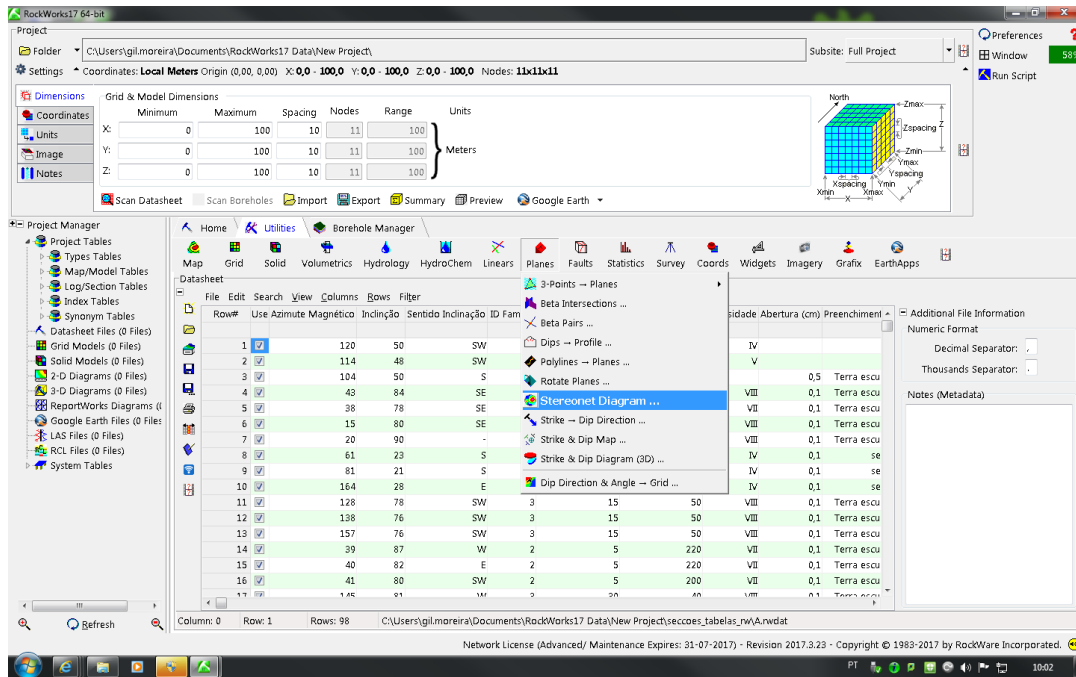 RockWorks17 64-bit
Project
Folder C:\Users\gil.moreira\Documents\RockWorks17 Data\New Project\ Subsite: Full Project
Preferences
Settings Coordinates: Local Meters Origin (0,00, 0,00) X: 0,0 - 100,0 Y: 0,0 - 100,0 Z: 0,0 - 100,0 Nodes: 11x11x11
Window 58%
Run Script
Dimensions
Coordinates
Units
Image
Notes
Grid & Model Dimensions
Minimum Maximum Spacing Nodes Range Units
X: 0 100 10 11 100
Y: 0 100 10 11 100 Meters
Z: 0 100 10 11 100
North
Zmax
Zspacing Z
Zmin
Ymax
Yspacing
Xspacing Ymin Y
Xmin X Xmax
Scan Datasheet Scan Boreholes Import Export Summary Preview Google Earth
Project Manager
Project Tables
Types Tables
Map/Model Tables
Log/Section Tables
Index Tables
Synonym Tables
Datasheet Files (0 Files)
Grid Models (0 Files)
Solid Models (0 Files)
2-D Diagrams (0 Files)
3-D Diagrams (0 Files)
ReportWorks Diagrams ((
Google Earth Files (0 Files
LAS Files (0 Files)
RCL Files (0 Files)
System Tables
Refresh
Home Utilities Borehole Manager
Map Grid Solid Volumetrics Hydrology HydroChem Linears Planes Faults Statistics Survey Coords Widgets Imagery Grafix EarthApps
Datasheet
File Edit Search View Columns Rows Filter
Row# Use Azimute Magnético Inclinção Sentido Inclinação ID Fam sidade Abertura (cm) Preenchiment
1 120 50 SW IV
2 114 48 SW V
3 104 50 S 0,5 Terra escu
4 43 84 SE VIII 0,1 Terra escu
5 38 78 SE VII 0,1 Terra escu
6 15 80 SE VIII 0,1 Terra escu
7 20 90 - VII 0,1 Terra escu
8 61 23 S IV 0,1 se
9 81 21 S IV 0,1 se
10 164 28 E IV 0,1 se
11 128 78 SW 3 15 50 VIII 0,1 Terra escu
12 138 76 SW 3 15 50 VIII 0,1 Terra escu
13 157 76 SW 3 15 50 VIII 0,1 Terra escu
14 39 87 W 2 5 220 VII 0,1 Terra escu
15 40 82 E 2 5 220 VII 0,1 Terra escu
16 41 80 SW 2 5 200 VII 0,1 Terra escu
17 145 81 W 3 20 40 VIII 0,1 Terra escu
3-Points → Planes
Beta Intersections ...
Beta Pairs ...
Dips → Profile ...
Polylines → Planes ...
Rotate Planes ...
Stereonet Diagram ...
Strike → Dip Direction ...
Strike & Dip Map ...
Strike & Dip Diagram (3D) ...
Dip Direction & Angle → Grid ...
Additional File Information
Numeric Format
Decimal Separator: ,
Thousands Separator: .
Notes (Metadata)
Column: 0 Row: 1 Rows: 98 C:\Users\gil.moreira\Documents\RockWorks17 Data\New Project\seccoes_tabelas_rw\A.rwdat
Network License (Advanced/ Maintenance Expires: 31-07-2017) - Revision 2017.3.23 - Copyright © 1983-2017 by RockWare Incorporated.
PT 10:02